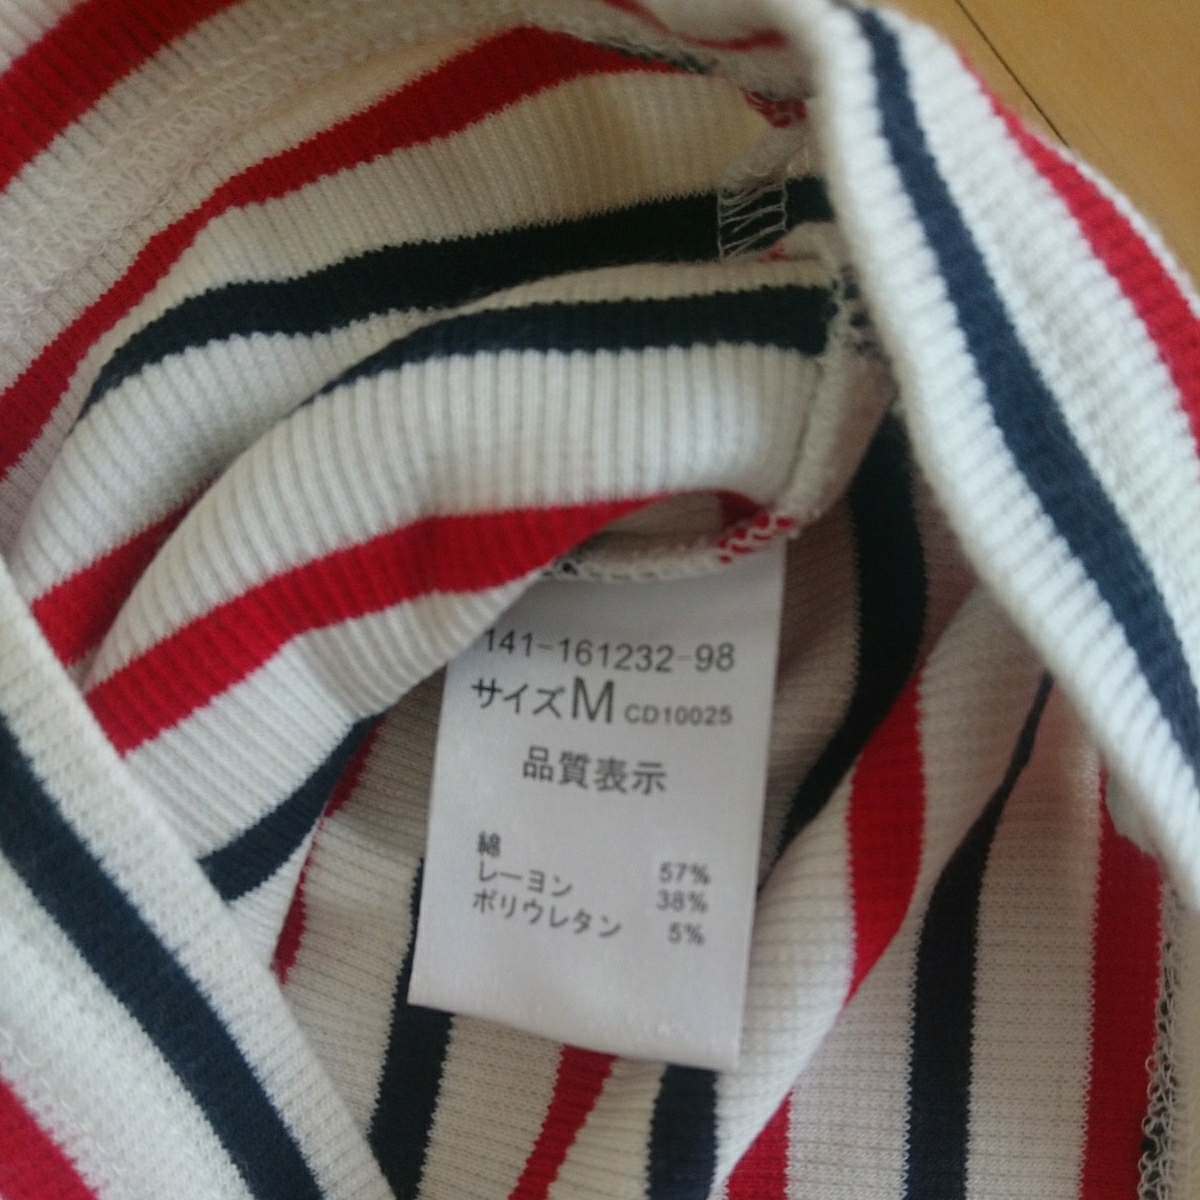 141-161232-98
サイズM CD10025
品質表示
綿 57%
レーヨン 38%
ポリウレタン 5%